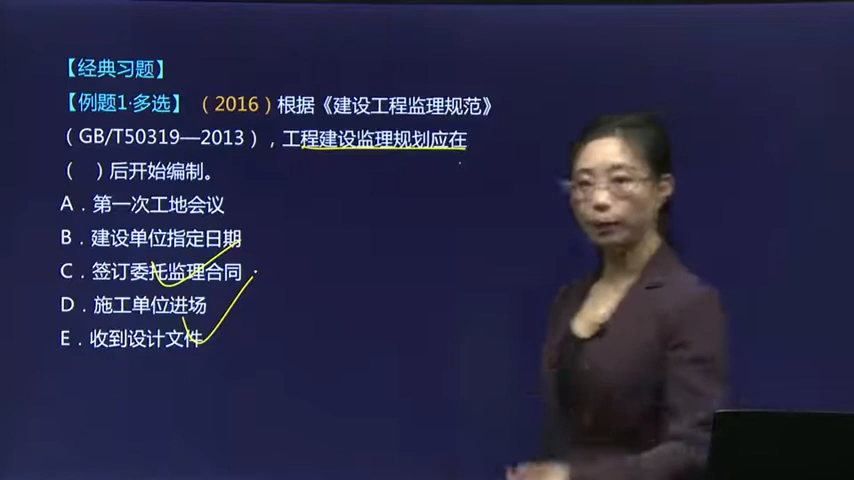 【经典习题】
【例题1·多选】（2016）根据《建设工程监理规范》
（GB/T50319—2013），工程建设监理规划应在
（ ）后开始编制。
A．第一次工地会议
B．建设单位指定日期
C．签订委托监理合同
D．施工单位进场
E．收到设计文件